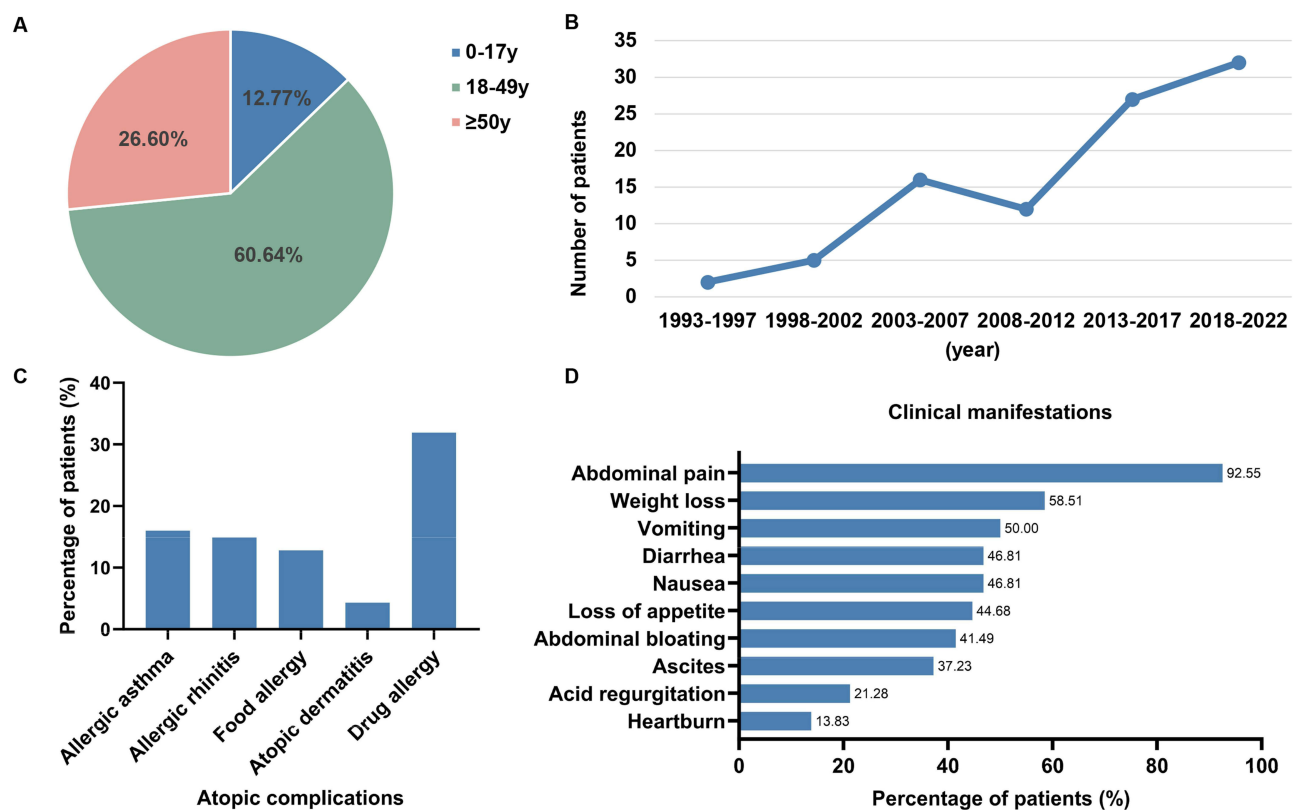 A
0-17y
18-49y
≥50y
12.77%
26.60%
60.64%
B
Number of patients
35
30
25
20
15
10
5
0
1993-1997 1998-2002 2003-2007 2008-2012 2013-2017 2018-2022
(year)
C
Percentage of patients (%)
40
30
20
10
0
Allergic asthma
Allergic rhinitis
Food allergy
Atopic dermatitis
Drug allergy
Atopic complications
D
Clinical manifestations
Abdominal pain 92.55
Weight loss 58.51
Vomiting 50.00
Diarrhea 46.81
Nausea 46.81
Loss of appetite 44.68
Abdominal bloating 41.49
Ascites 37.23
Acid regurgitation 21.28
Heartburn 13.83
0 20 40 60 80 100
Percentage of patients (%)